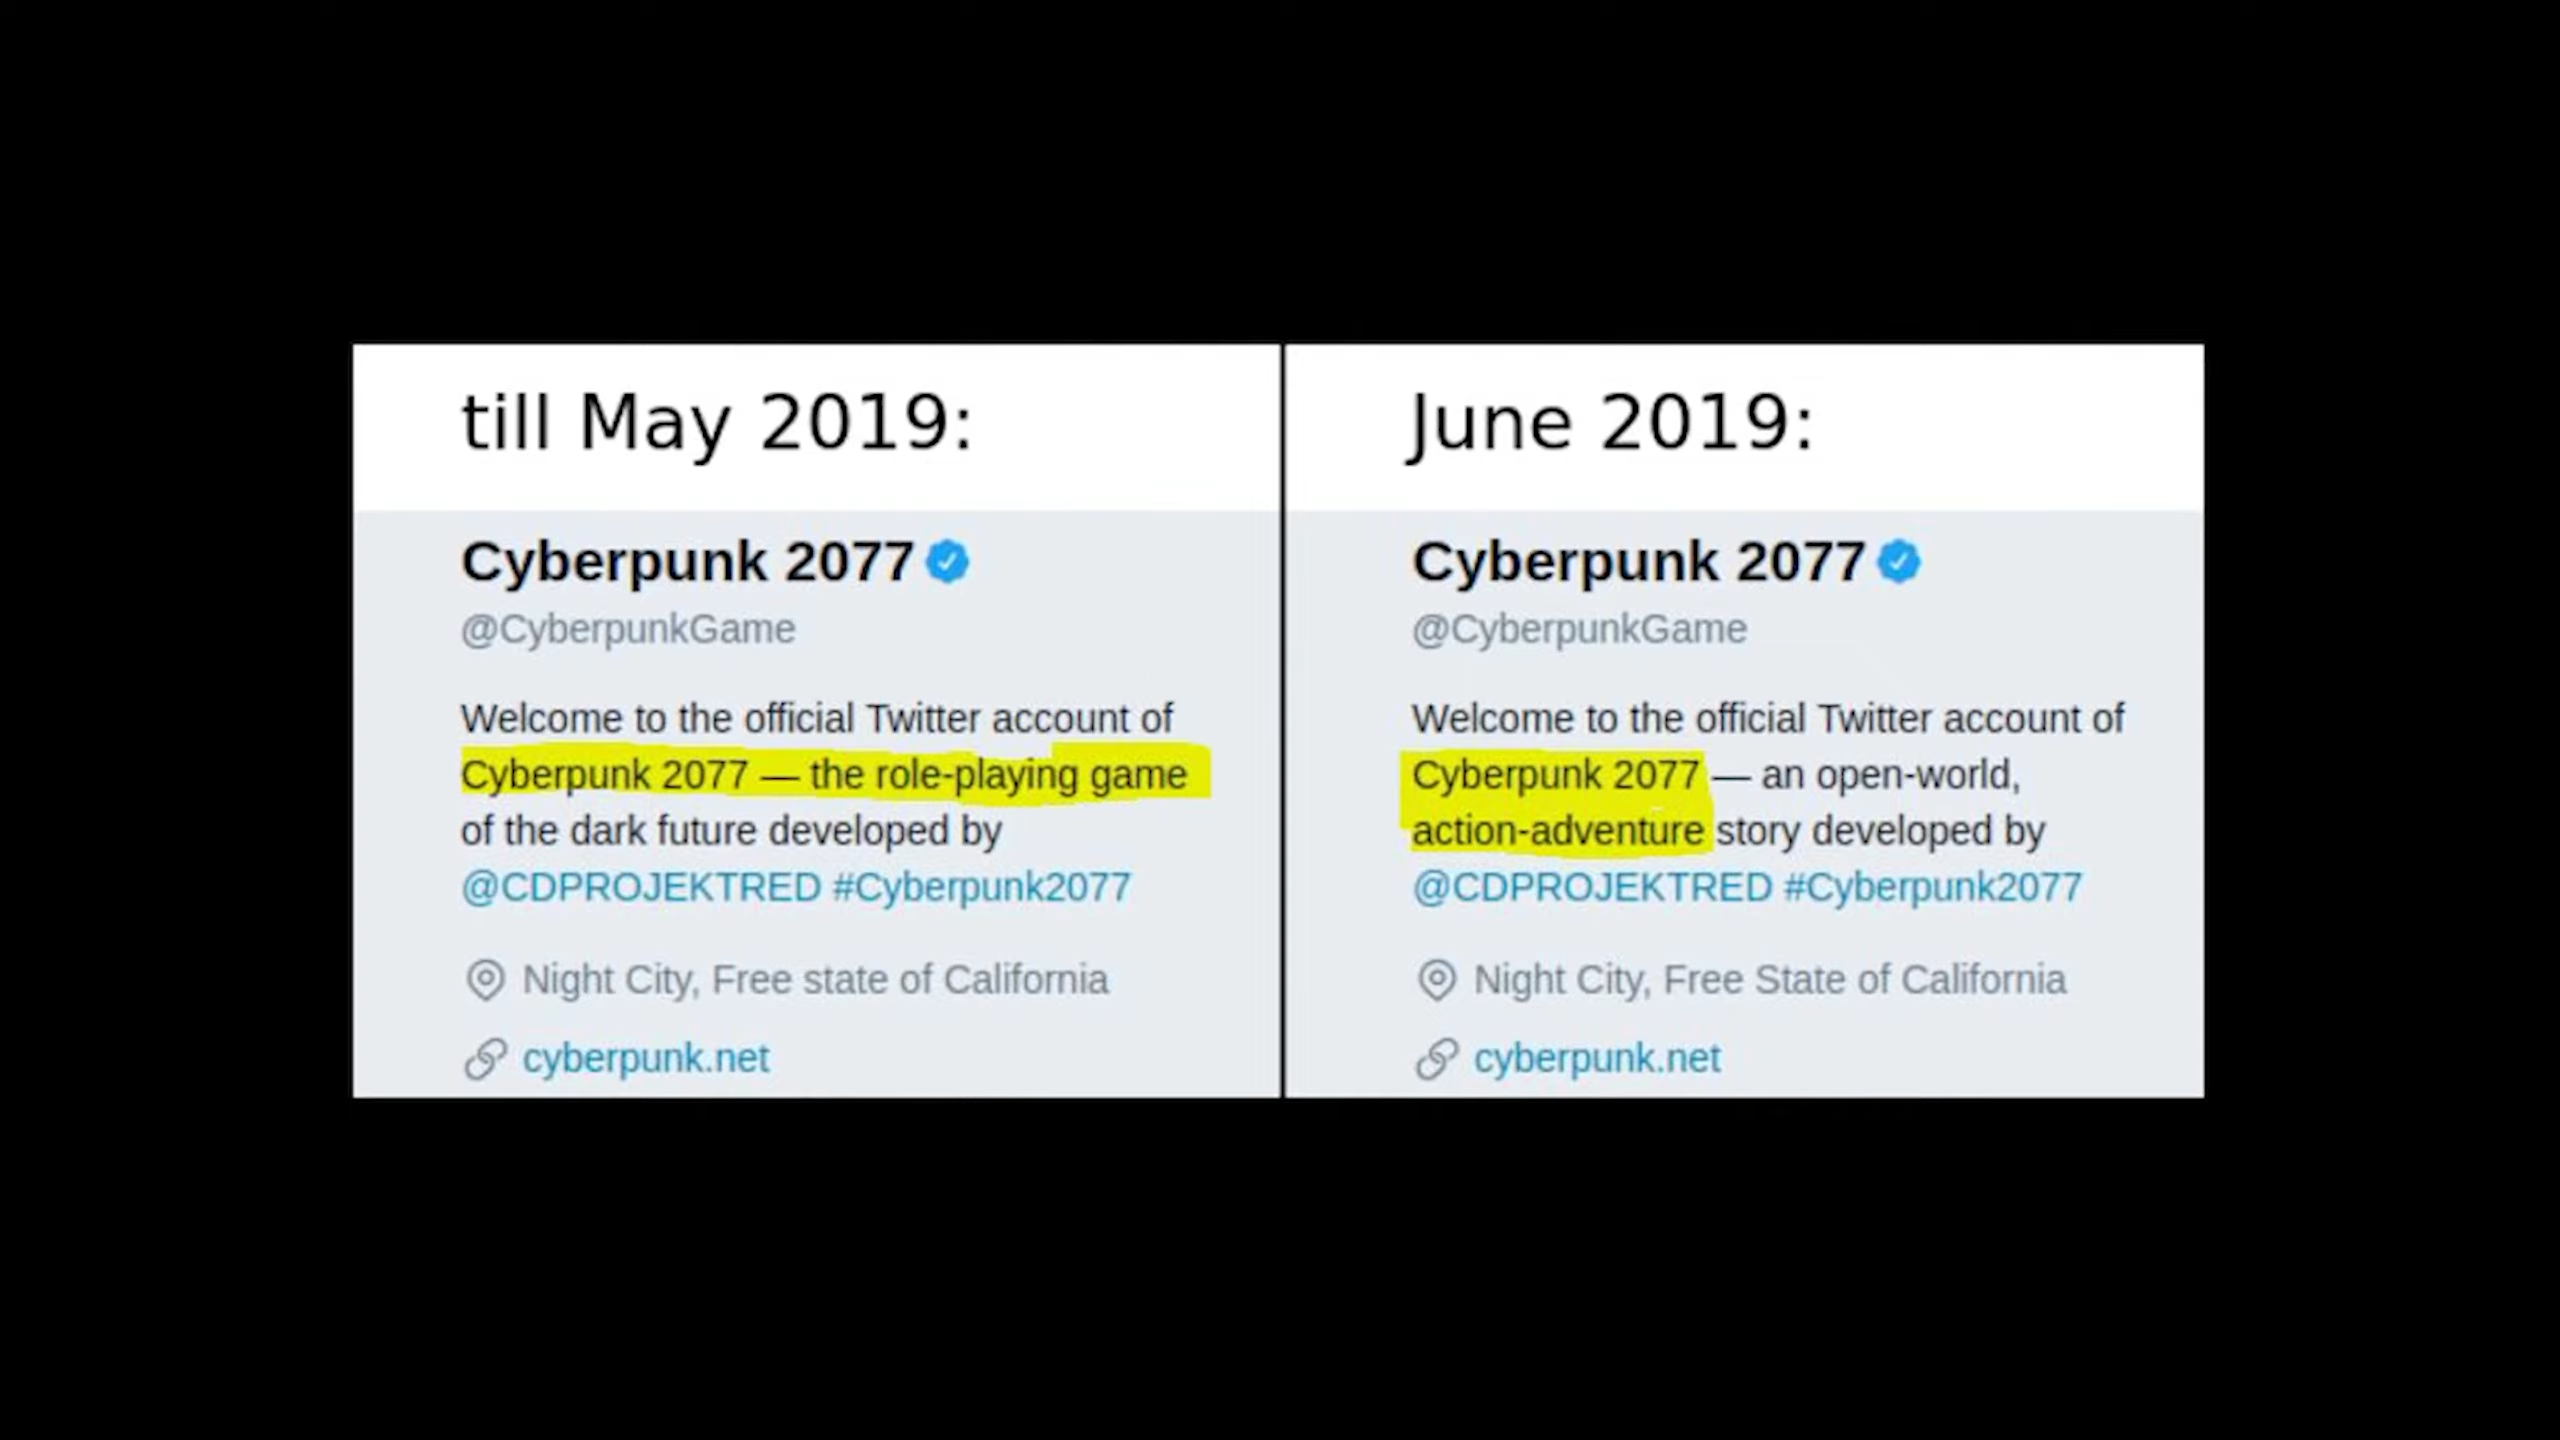 till May 2019:
Cyberpunk 2077
@CyberpunkGame
Welcome to the official Twitter account of
Cyberpunk 2077 — the role-playing game
of the dark future developed by
@CDPROJEKTRED #Cyberpunk2077
Night City, Free state of California
cyberpunk.net
June 2019:
Cyberpunk 2077
@CyberpunkGame
Welcome to the official Twitter account of
Cyberpunk 2077 — an open-world,
action-adventure story developed by
@CDPROJEKTRED #Cyberpunk2077
Night City, Free State of California
cyberpunk.net